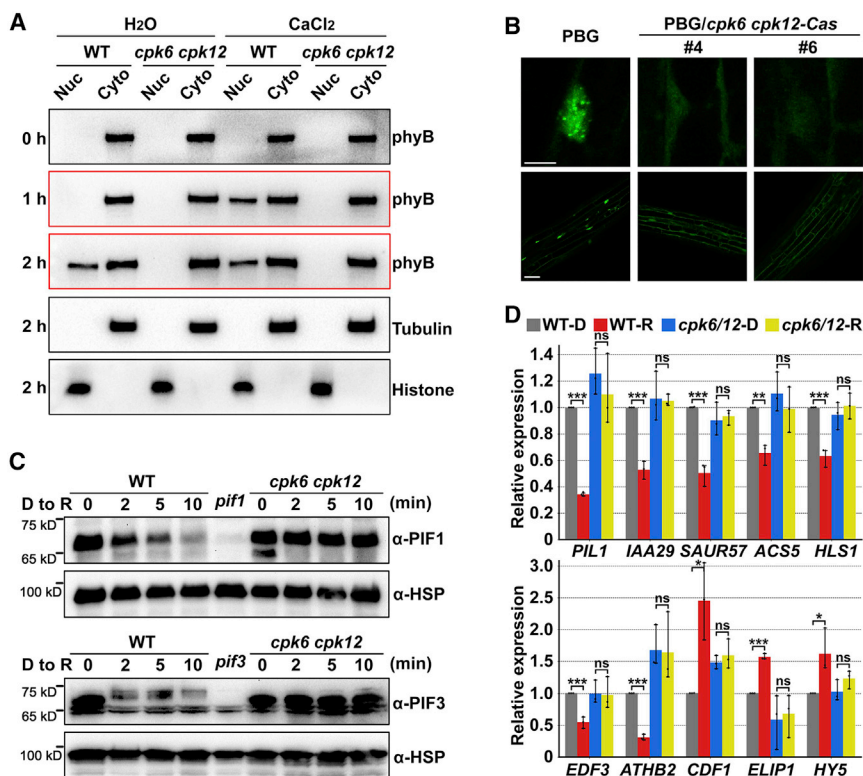 A
H2O CaCl2
WT cpk6 cpk12 WT cpk6 cpk12
Nuc Cyto Nuc Cyto Nuc Cyto Nuc Cyto
0 h phyB
1 h phyB
2 h phyB
2 h Tubulin
2 h Histone
B
PBG PBG/cpk6 cpk12-Cas
#4 #6
C
WT cpk6 cpk12
D to R 0 2 5 10 pif1 0 2 5 10 (min)
75 kD
65 kD
α-PIF1
100 kD α-HSP
WT cpk6 cpk12
D to R 0 2 5 10 pif3 0 2 5 10 (min)
75 kD
65 kD
α-PIF3
100 kD α-HSP
D
WT-D WT-R cpk6/12-D cpk6/12-R
Relative expression
1.4
1.2
1.0
0.8
0.6
0.4
0.2
0
*** ns *** ns *** ns ** ns *** ns
PIL1 IAA29 SAUR57 ACS5 HLS1
Relative expression
3.0
2.5
2.0
1.5
1.0
0.5
0
*** ns *** ns * ns *** ns * ns
EDF3 ATHB2 CDF1 ELIP1 HY5